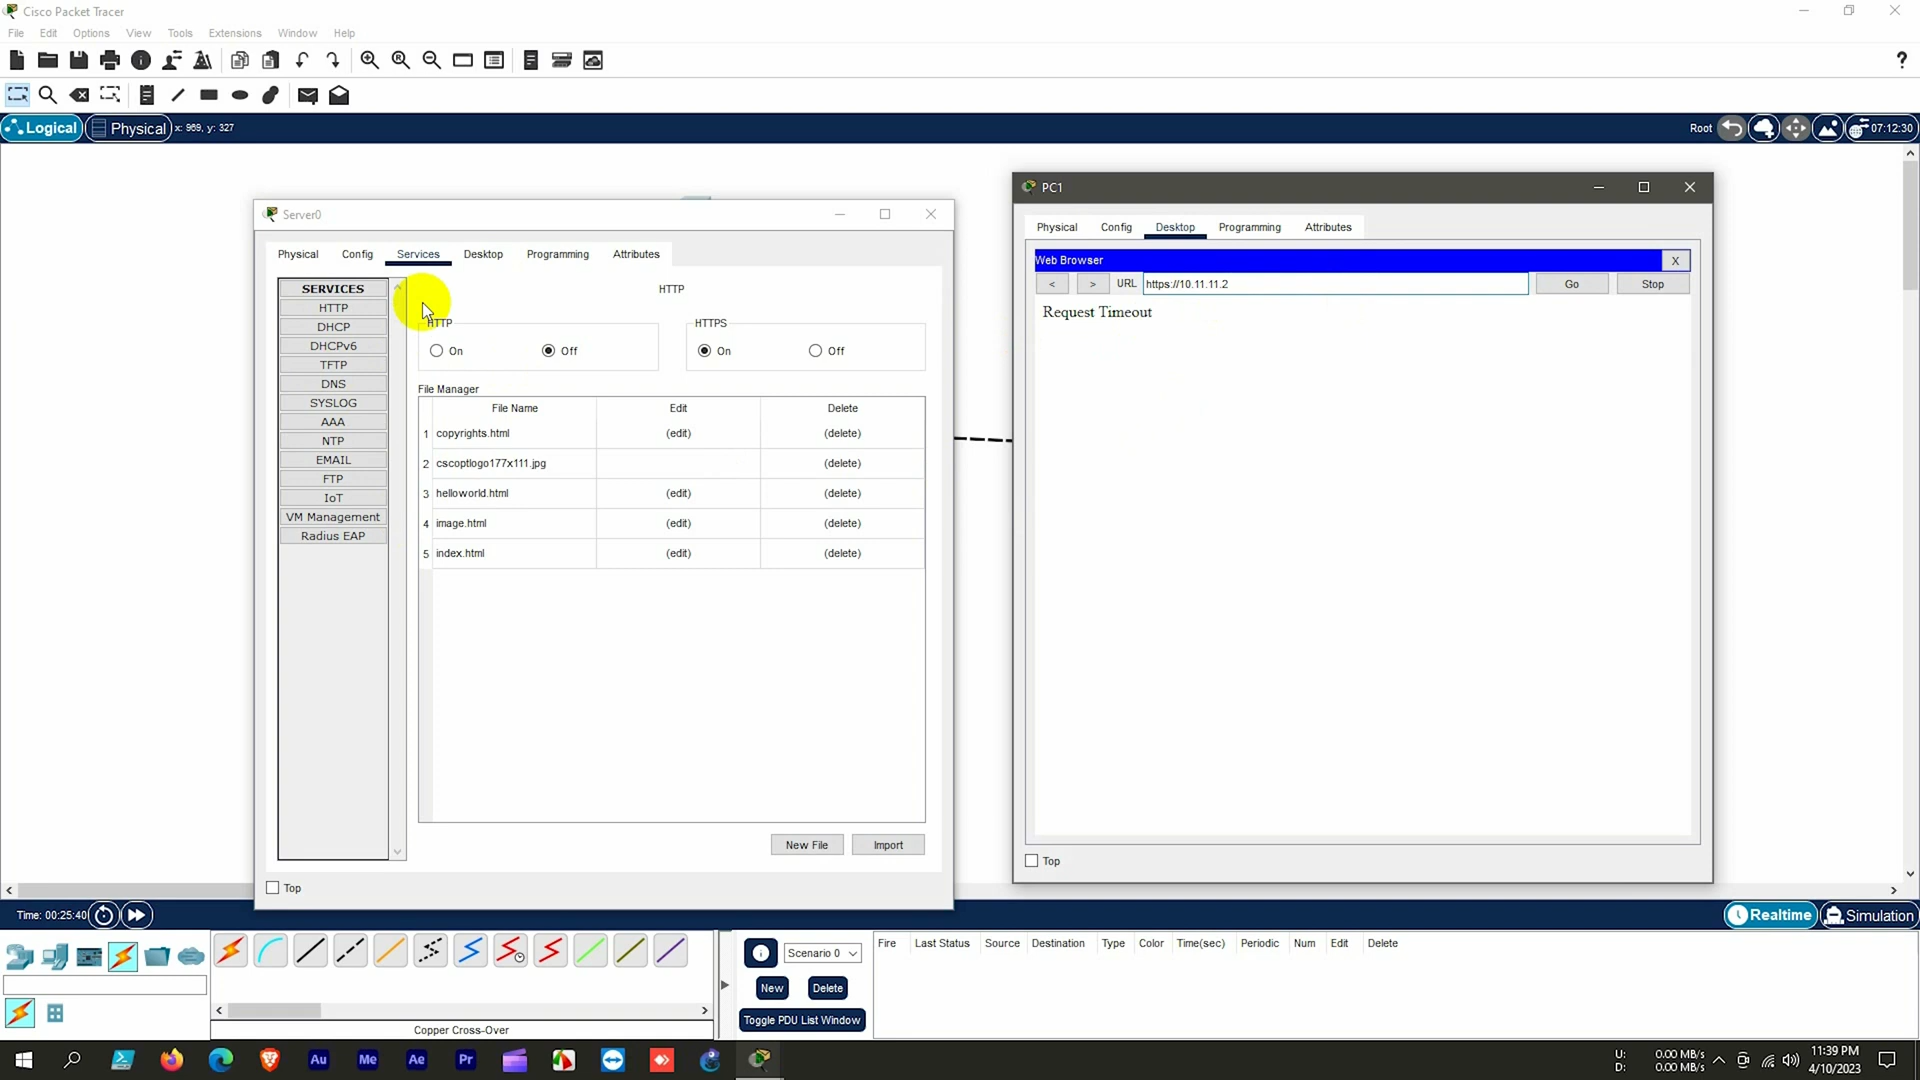 Cisco Packet Tracer
File Edit Options View Tools Extensions Window Help
?
Logical Physical x: 969, y: 327 Root 07:12:30
Server0
Physical Config Services Desktop Programming Attributes
SERVICES
HTTP
DHCP
DHCPv6
TFTP
DNS
SYSLOG
AAA
NTP
EMAIL
FTP
IoT
VM Management
Radius EAP
HTTP
HTTP HTTPS
On Off On Off
File Manager
File Name Edit Delete
1 copyrights.html (edit) (delete)
2 cscoptlogo177x111.jpg (delete)
3 helloworld.html (edit) (delete)
4 image.html (edit) (delete)
5 index.html (edit) (delete)
New File Import
Top
PC1
Physical Config Desktop Programming Attributes
Web Browser X
< > URL https://10.11.11.2 Go Stop
Request Timeout
Top
Time: 00:25:40 Realtime Simulation
Scenario 0
New Delete
Toggle PDU List Window
Fire Last Status Source Destination Type Color Time(sec) Periodic Num Edit Delete
Copper Cross-Over
Au Me Ae Pr
U: 0.00 MB/s
D: 0.00 MB/s
11:39 PM
4/10/2023